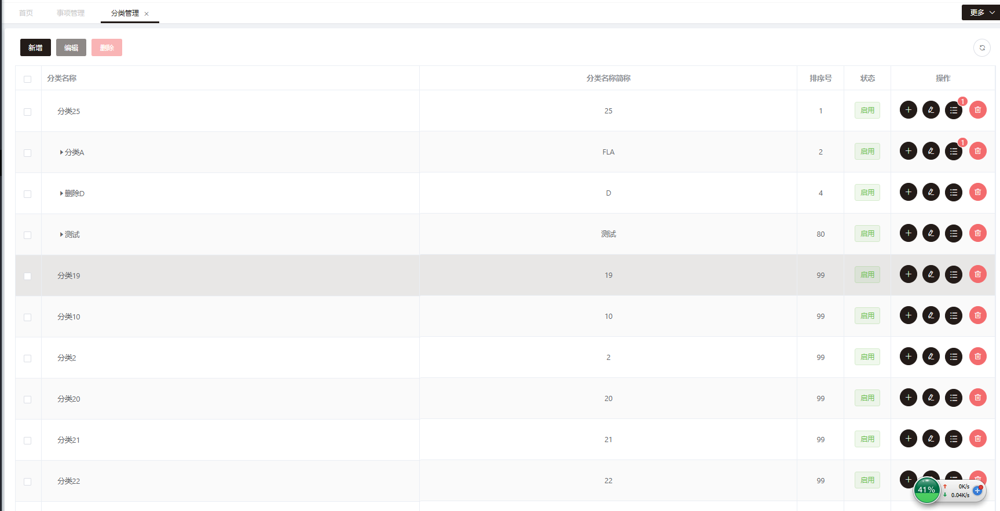 首页 事项管理 分类管理 × 更多
新增 编辑 删除
分类名称 分类名称简称 排序号 状态 操作
分类25 25 1 启用 1
分类A FLA 2 启用 1
删除D D 4 启用
测试 测试 80 启用
分类19 19 99 启用
分类10 10 99 启用
分类2 2 99 启用
分类20 20 99 启用
分类21 21 99 启用
分类22 22 99 启用
41% 0K/s
0.04K/s